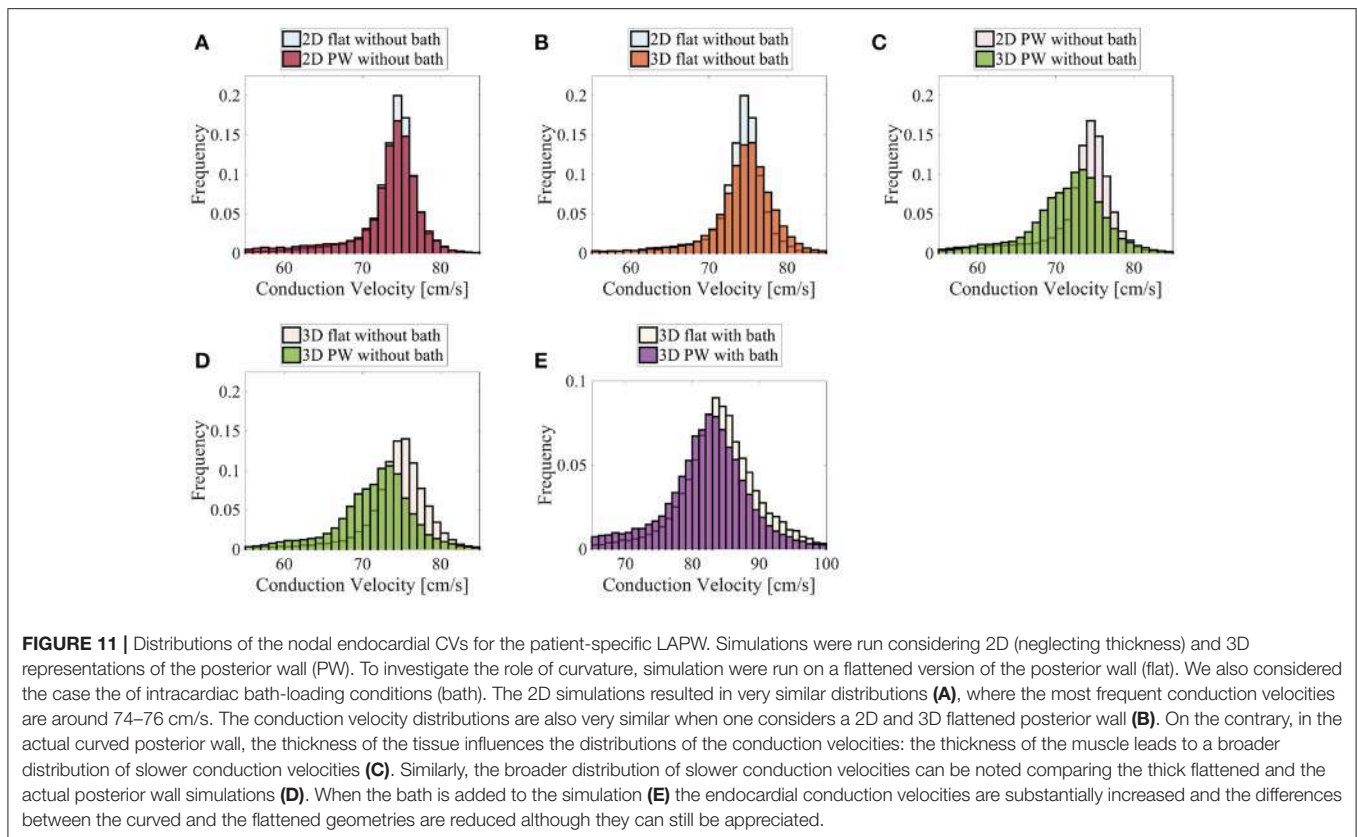 A
2D flat without bath
2D PW without bath
0.2
0.15
0.1
0.05
0
Frequency
60 70 80
Conduction Velocity [cm/s]
B
2D flat without bath
3D flat without bath
0.2
0.15
0.1
0.05
0
Frequency
60 70 80
Conduction Velocity [cm/s]
C
2D PW without bath
3D PW without bath
0.2
0.15
0.1
0.05
0
Frequency
60 70 80
Conduction Velocity [cm/s]
D
3D flat without bath
3D PW without bath
0.2
0.15
0.1
0.05
0
Frequency
60 70 80
Conduction Velocity [cm/s]
E
3D flat with bath
3D PW with bath
0.1
0.05
0
Frequency
70 80 90 100
Conduction Velocity [cm/s]
FIGURE 11 | Distributions of the nodal endocardial CVs for the patient-specific LAPW. Simulations were run considering 2D (neglecting thickness) and 3D
representations of the posterior wall (PW). To investigate the role of curvature, simulation were run on a flattened version of the posterior wall (flat). We also considered
the case the of intracardiac bath-loading conditions (bath). The 2D simulations resulted in very similar distributions (A), where the most frequent conduction velocities
are around 74–76 cm/s. The conduction velocity distributions are also very similar when one considers a 2D and 3D flattened posterior wall (B). On the contrary, in the
actual curved posterior wall, the thickness of the tissue influences the distributions of the conduction velocities: the thickness of the muscle leads to a broader
distribution of slower conduction velocities (C). Similarly, the broader distribution of slower conduction velocities can be noted comparing the thick flattened and the
actual posterior wall simulations (D). When the bath is added to the simulation (E) the endocardial conduction velocities are substantially increased and the differences
between the curved and the flattened geometries are reduced although they can still be appreciated.